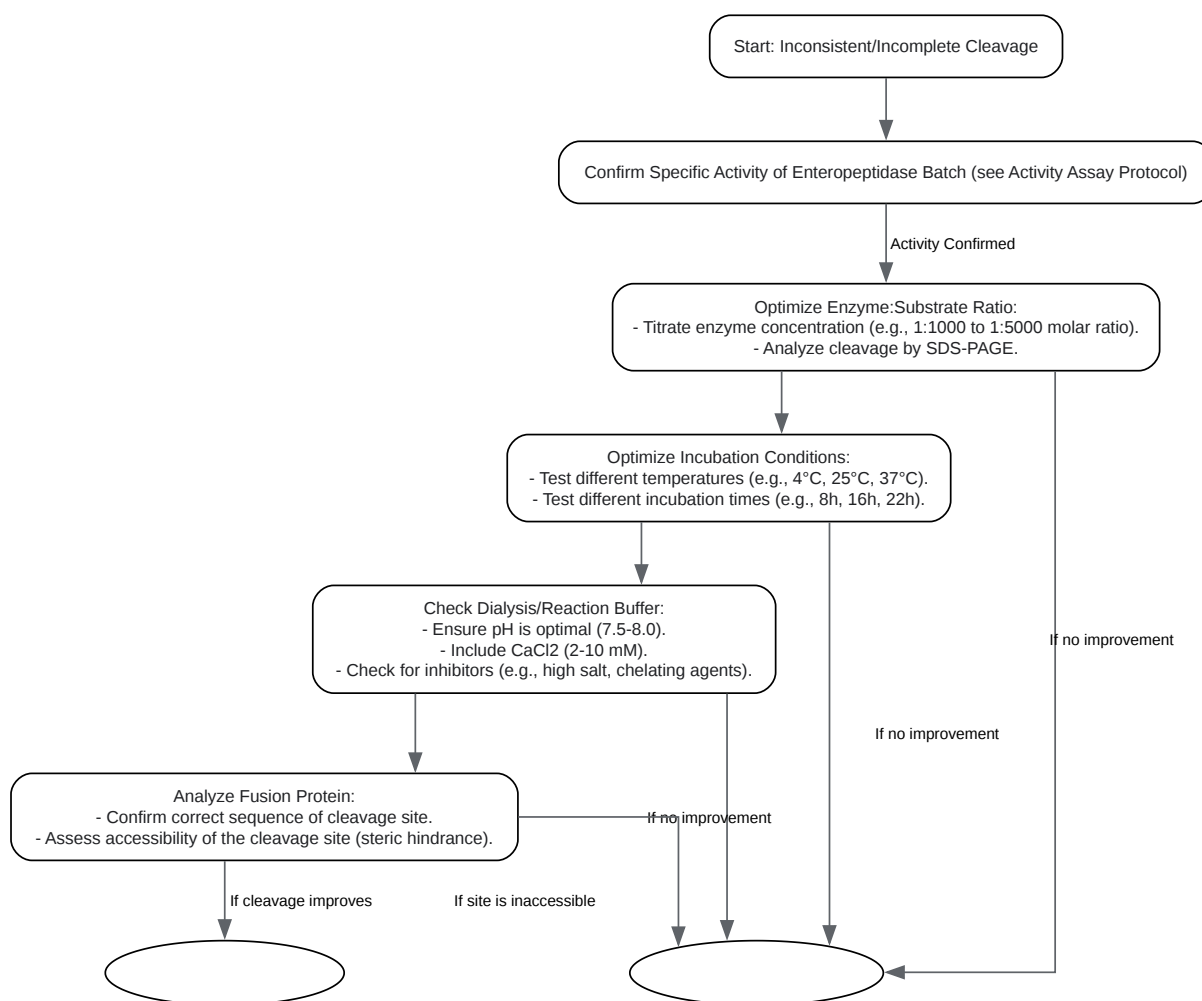 Start: Inconsistent/Incomplete Cleavage
Confirm Specific Activity of Enteropeptidase Batch (see Activity Assay Protocol)
Activity Confirmed
Optimize Enzyme:Substrate Ratio:
- Titrate enzyme concentration (e.g., 1:1000 to 1:5000 molar ratio).
- Analyze cleavage by SDS-PAGE.
Optimize Incubation Conditions:
- Test different temperatures (e.g., 4°C, 25°C, 37°C).
- Test different incubation times (e.g., 8h, 16h, 22h).
Check Dialysis/Reaction Buffer:
- Ensure pH is optimal (7.5-8.0).
- Include CaCl2 (2-10 mM).
- Check for inhibitors (e.g., high salt, chelating agents).
If no improvement
If no improvement
Analyze Fusion Protein:
- Confirm correct sequence of cleavage site.
- Assess accessibility of the cleavage site (steric hindrance).
If no improvement
If cleavage improves
If site is inaccessible